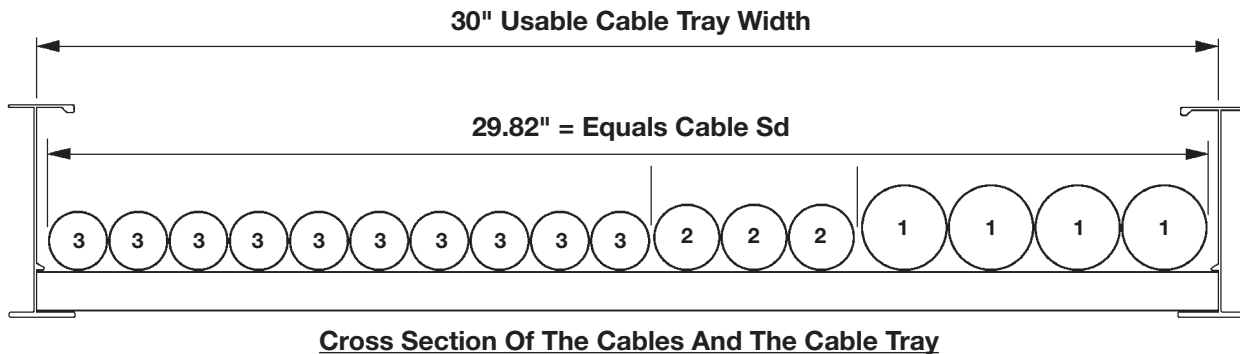 30" Usable Cable Tray Width
29.82" = Equals Cable Sd
3 3 3 3 3 3 3 3 3 3 2 2 2 1 1 1 1
Cross Section Of The Cables And The Cable Tray